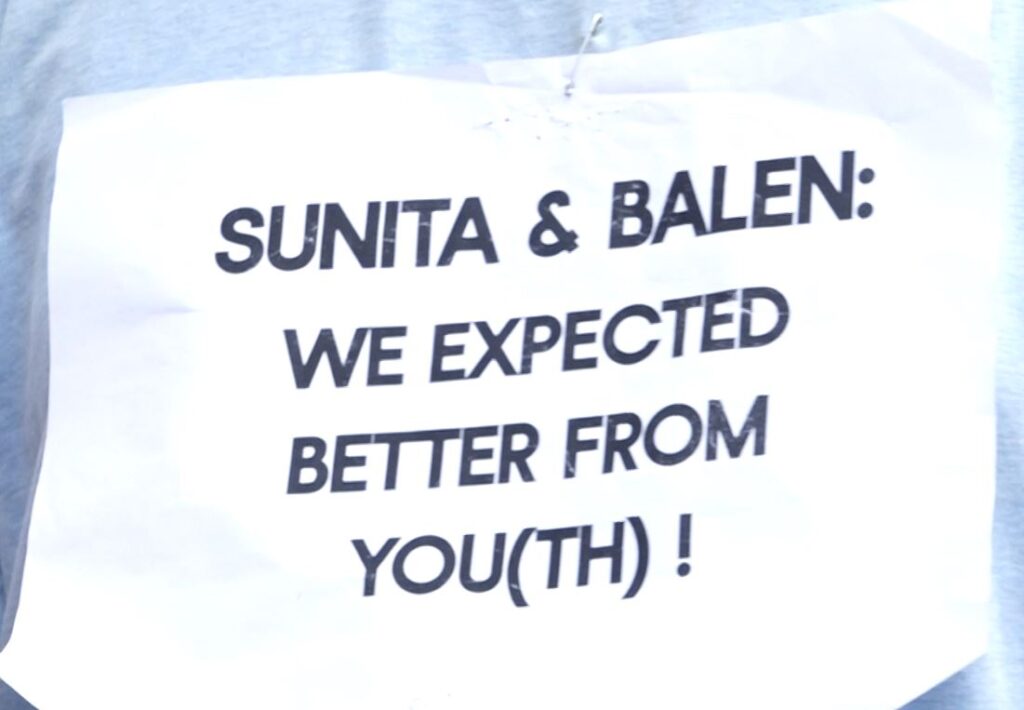 SUNITA & BALEN:
WE EXPECTED
BETTER FROM
YOU(TH) !